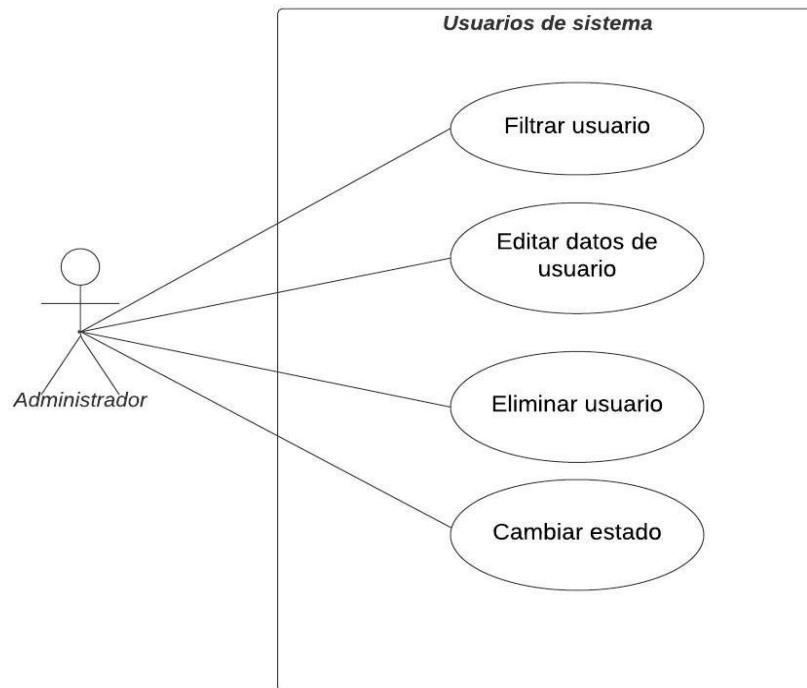 Usuarios de sistema
Filtrar usuario
Editar datos de
usuario
Administrador
Eliminar usuario
Cambiar estado